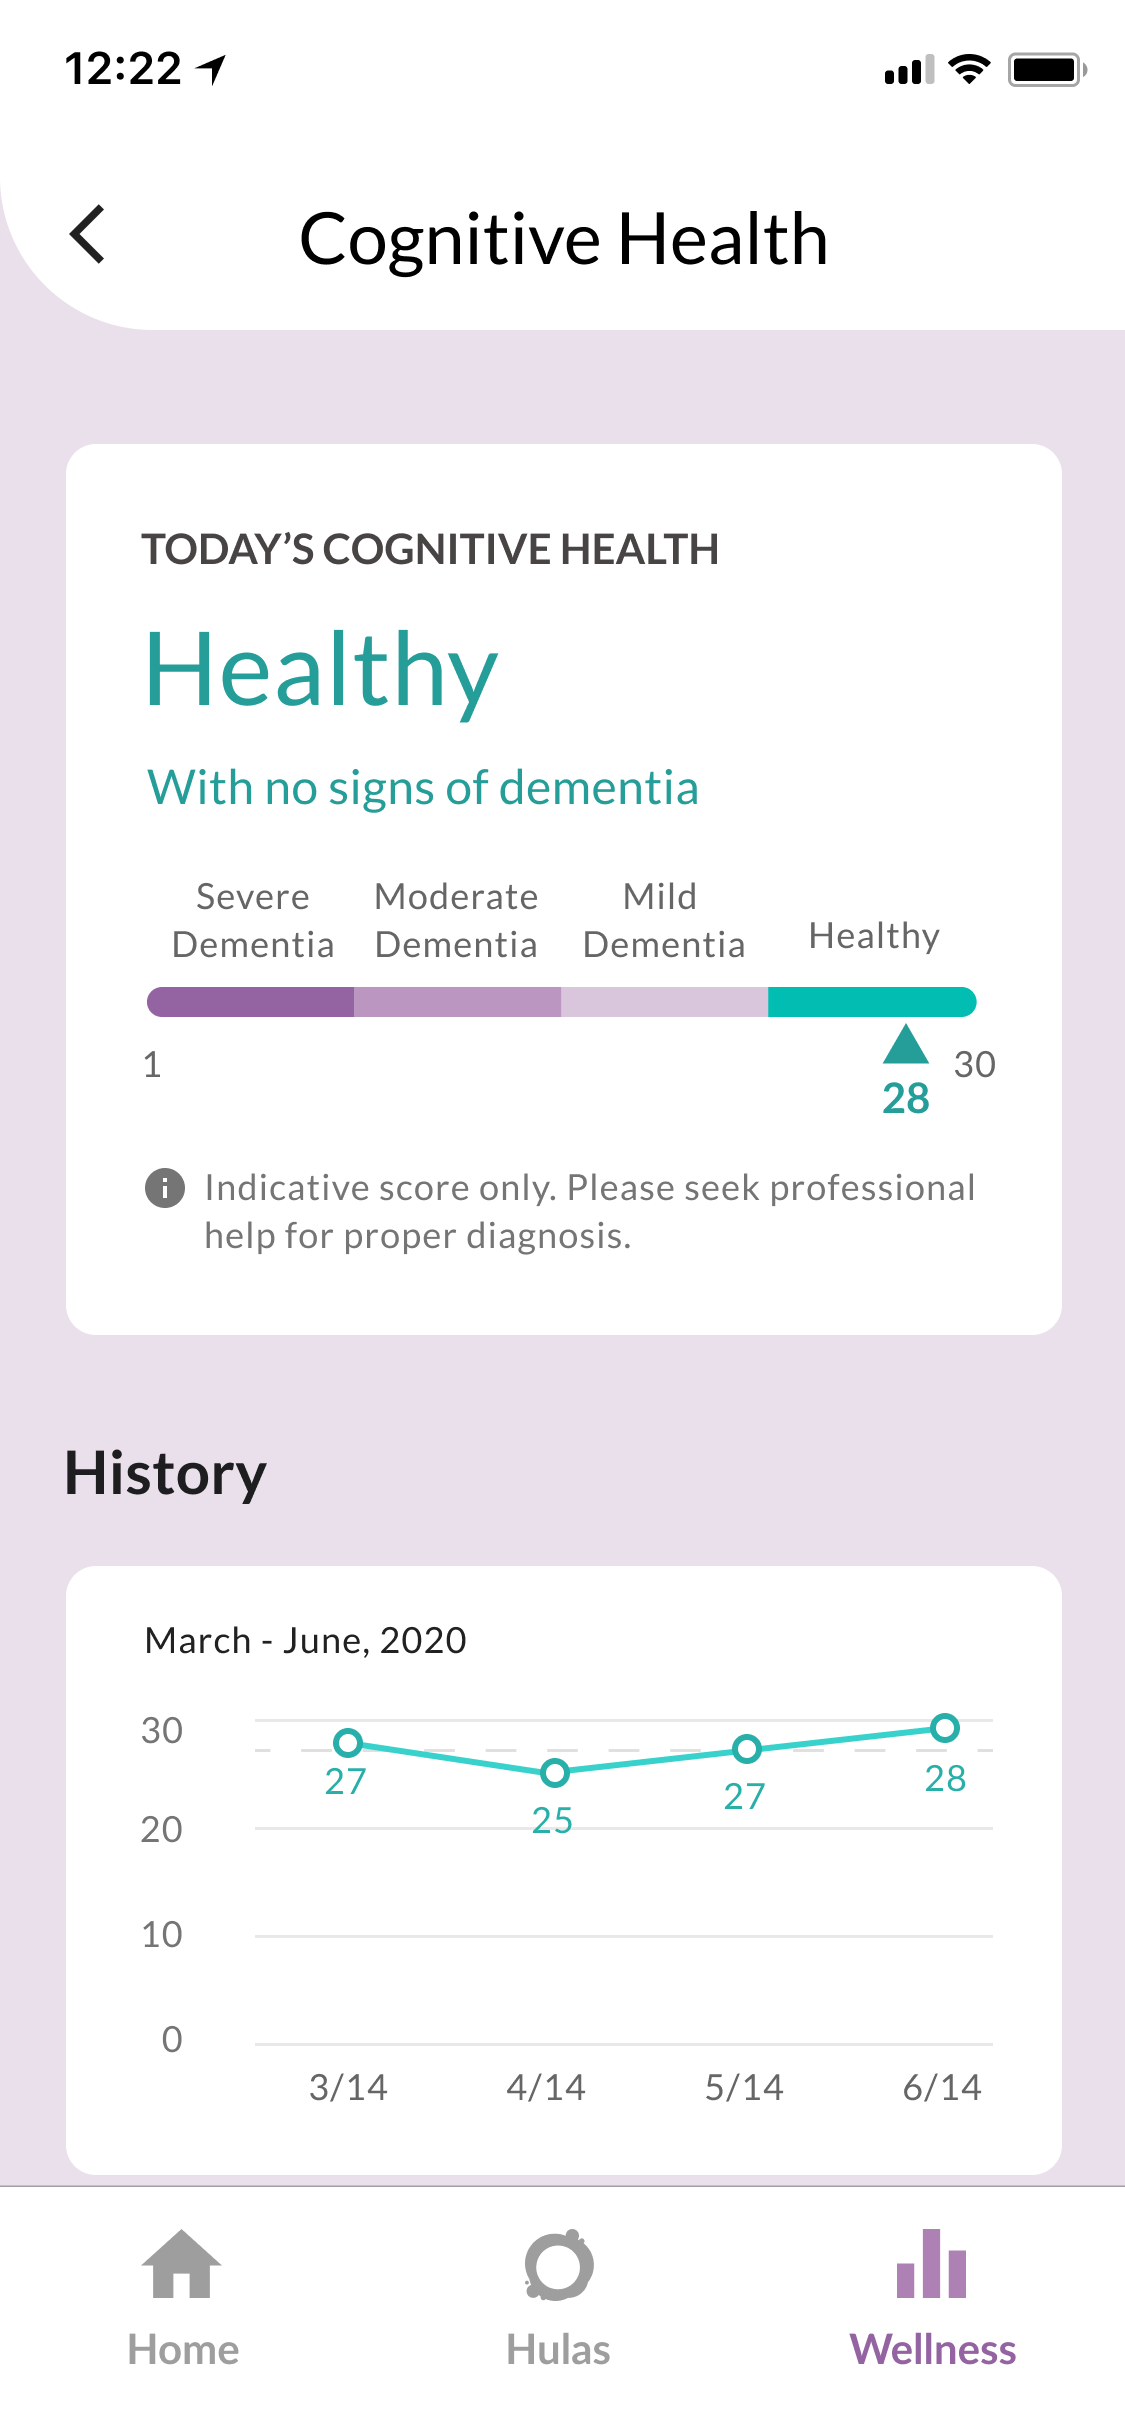 12:22
Cognitive Health
TODAY’S COGNITIVE HEALTH
Healthy
With no signs of dementia
Severe
Dementia
Moderate
Dementia
Mild
Dementia
Healthy
1
30
28
Indicative score only. Please seek professional
help for proper diagnosis.
History
March - June, 2020
30
20
10
0
27
25
27
28
3/14
4/14
5/14
6/14
Home
Hulas
Wellness